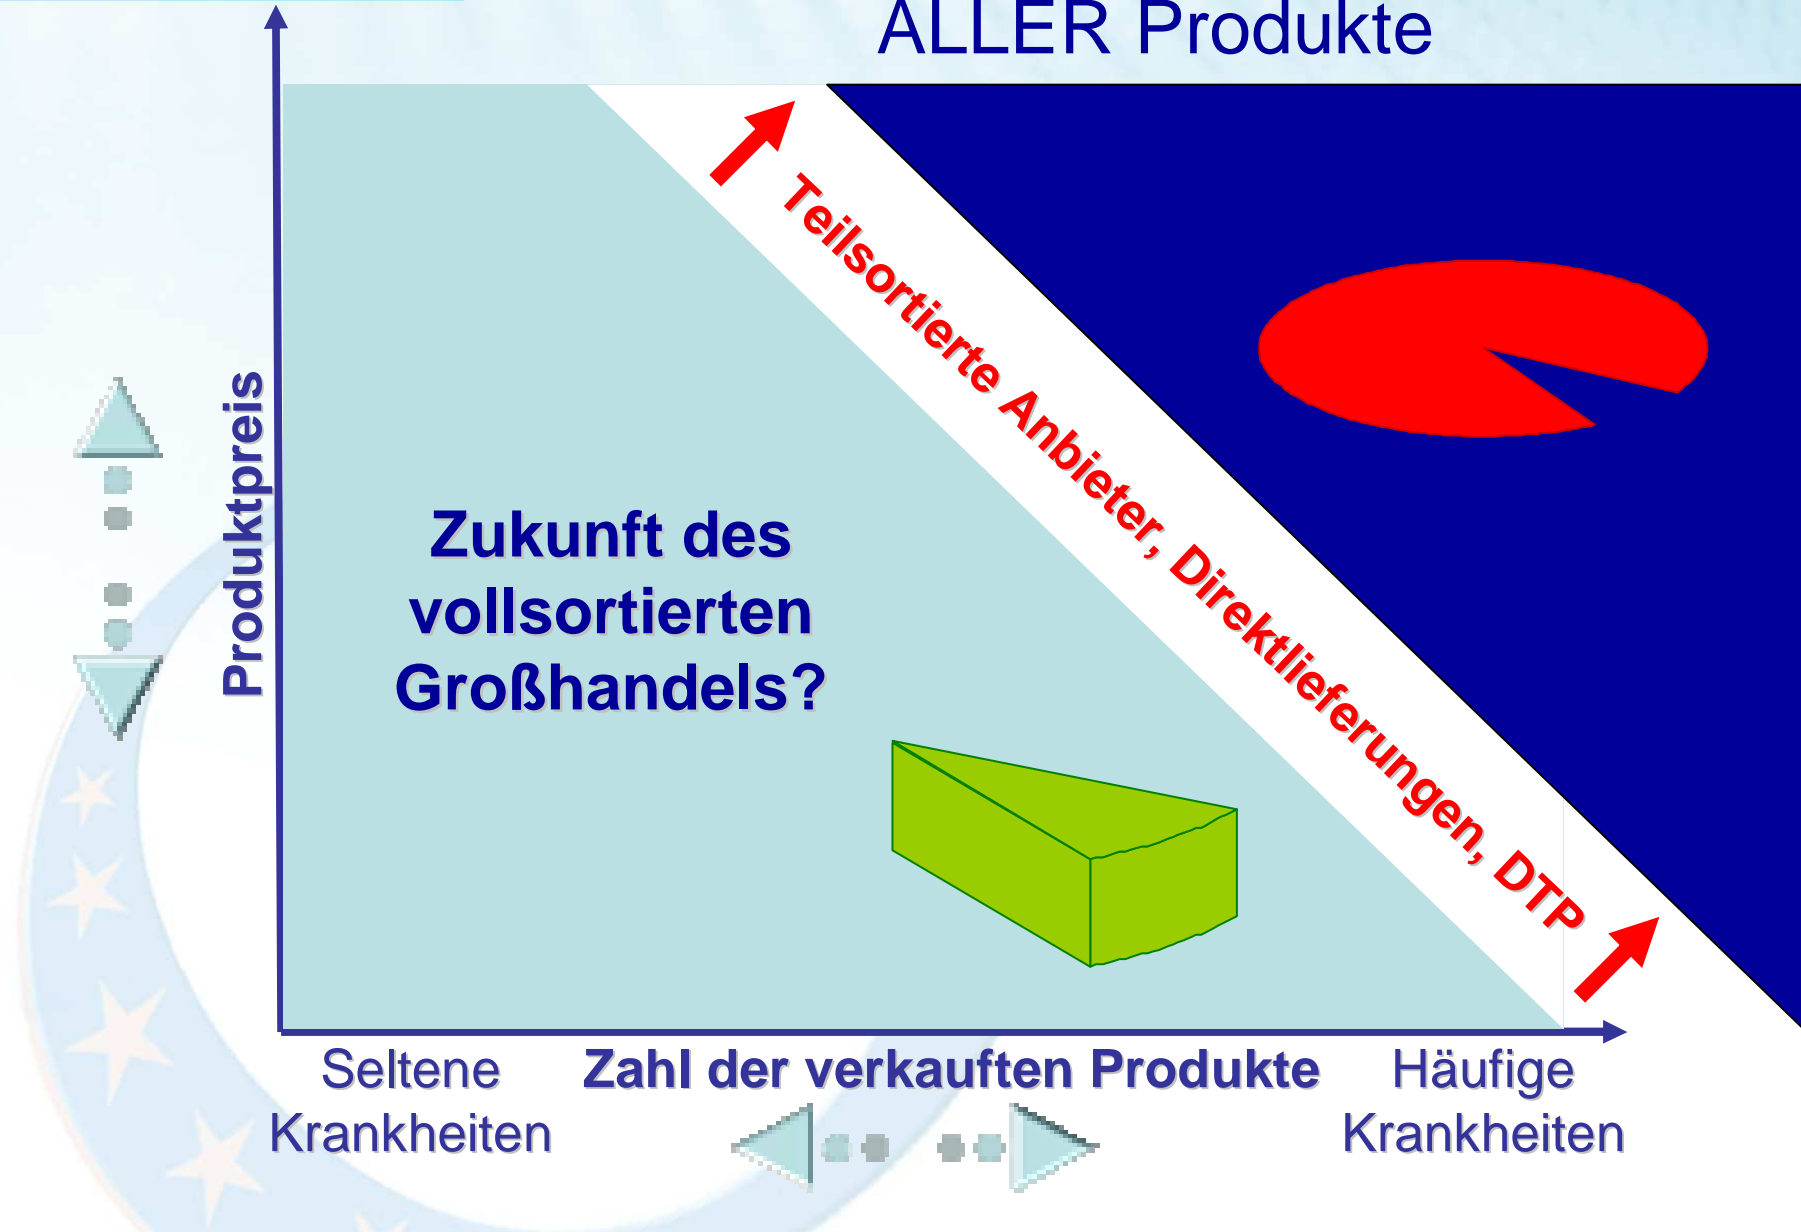 ALLER Produkte
Teilsortierte Anbieter, Direktlieferungen, DTP
Produktpreis
Zukunft des
vollsortierten
Großhandels?
Seltene
Krankheiten
Zahl der verkauften Produkte
Häufige
Krankheiten